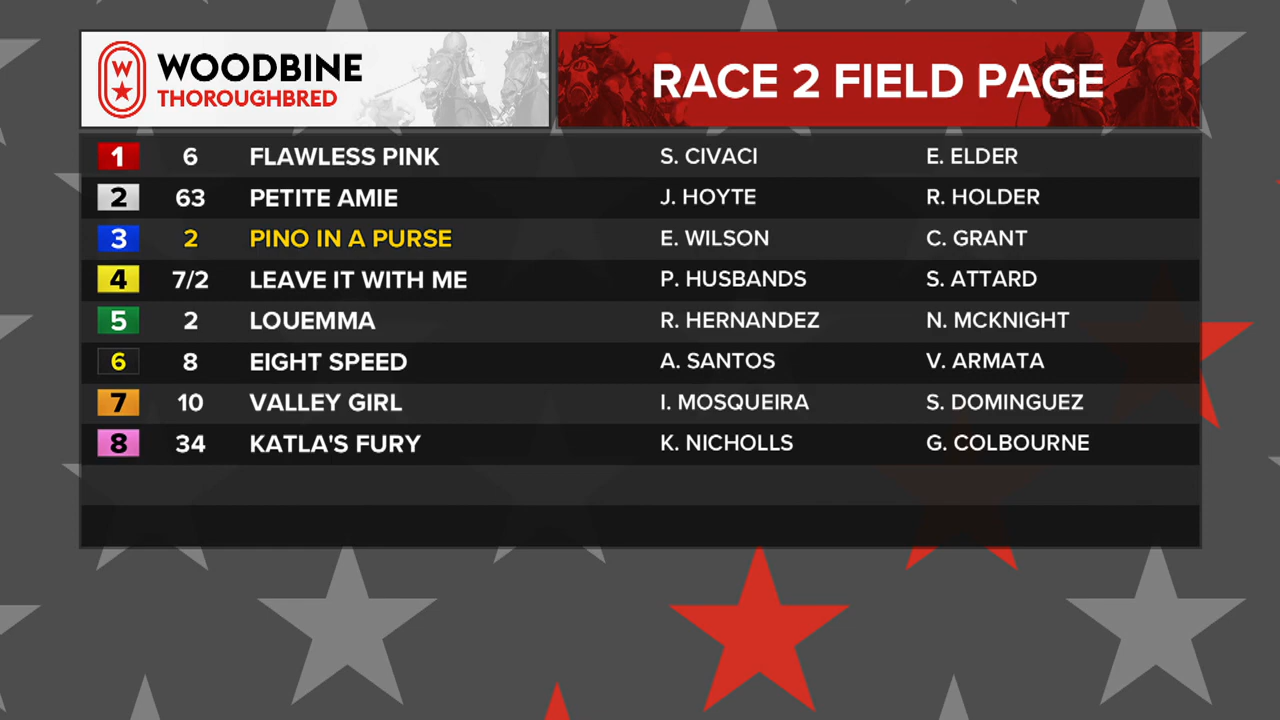 W WOODBINE
THOROUGHBRED
RACE 2 FIELD PAGE
1 6 FLAWLESS PINK S. CIVACI E. ELDER
2 63 PETITE AMIE J. HOYTE R. HOLDER
3 2 PINO IN A PURSE E. WILSON C. GRANT
4 7/2 LEAVE IT WITH ME P. HUSBANDS S. ATTARD
5 2 LOUEMMA R. HERNANDEZ N. MCKNIGHT
6 8 EIGHT SPEED A. SANTOS V. ARMATA
7 10 VALLEY GIRL I. MOSQUEIRA S. DOMINGUEZ
8 34 KATLA'S FURY K. NICHOLLS G. COLBOURNE